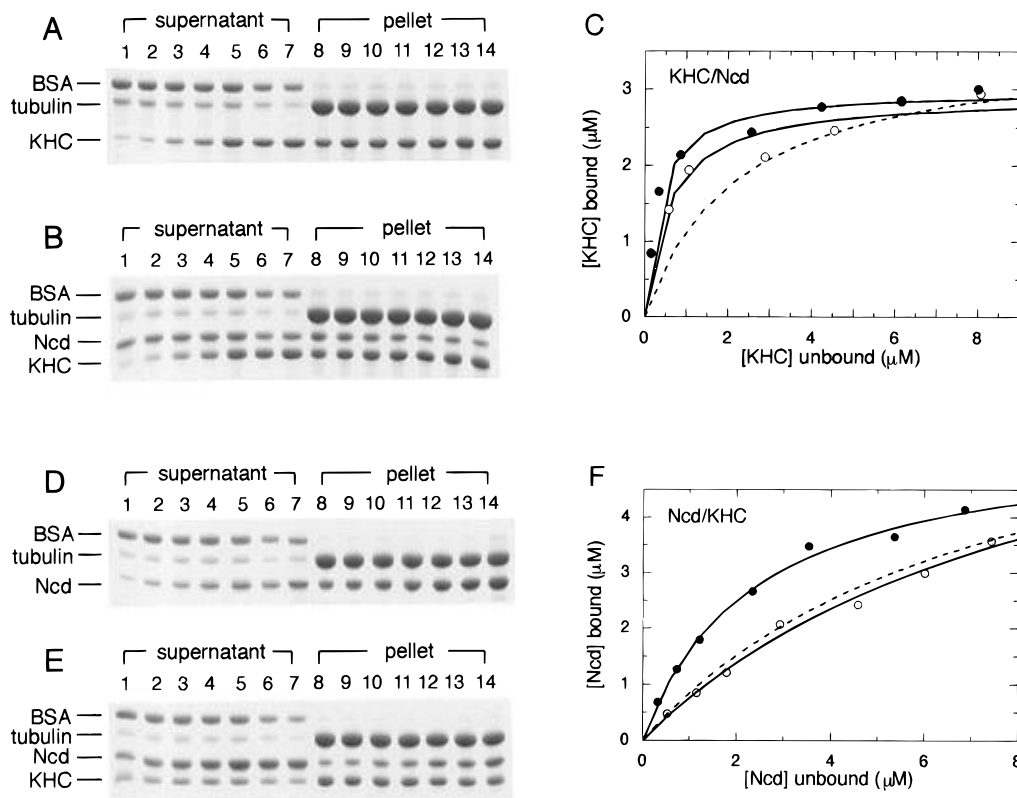 A
supernatant
pellet
1 2 3 4 5 6 7 8 9 10 11 12 13 14
BSA
tubulin
KHC
B
supernatant
pellet
1 2 3 4 5 6 7 8 9 10 11 12 13 14
BSA
tubulin
Ncd
KHC
C
KHC/Ncd
[KHC] bound (μM)
3
2
1
0
0 2 4 6 8
[KHC] unbound (μM)
D
supernatant
pellet
1 2 3 4 5 6 7 8 9 10 11 12 13 14
BSA
tubulin
Ncd
E
supernatant
pellet
1 2 3 4 5 6 7 8 9 10 11 12 13 14
BSA
tubulin
Ncd
KHC
F
Ncd/KHC
[Ncd] bound (μM)
4
3
2
1
0
0 2 4 6 8
[Ncd] unbound (μM)